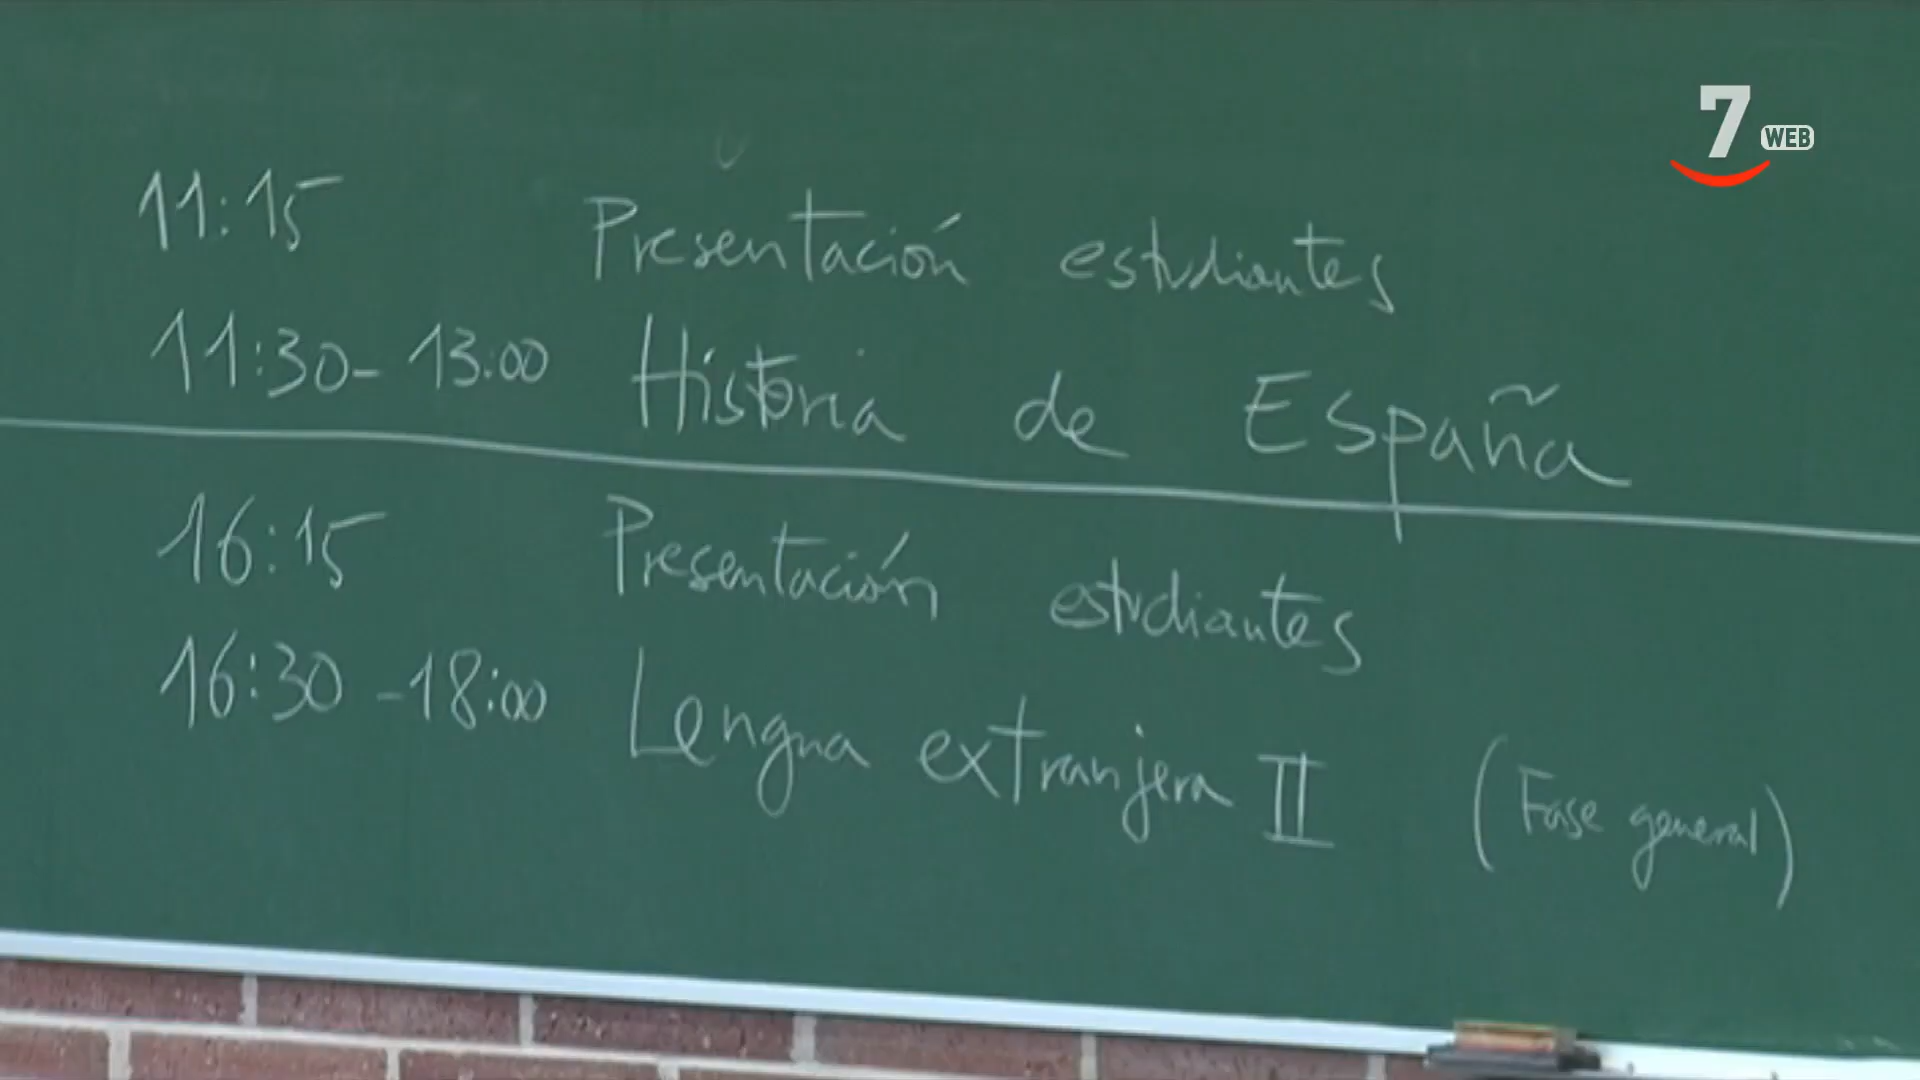 7 WEB
11:15 Presentación estudiantes
11:30-13:00 Historia de España
16:15 Presentación estudiantes
16:30-18:00 Lengua extranjera II (Fase general)